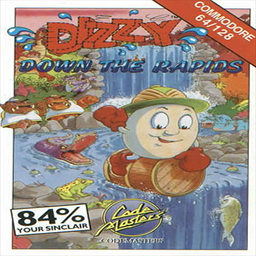 DIZZY
DOWN THE RAPIDS
COMMODORE
64/128
84%
YOUR SINCLAIR
Code
Masters
CODEMASTERS